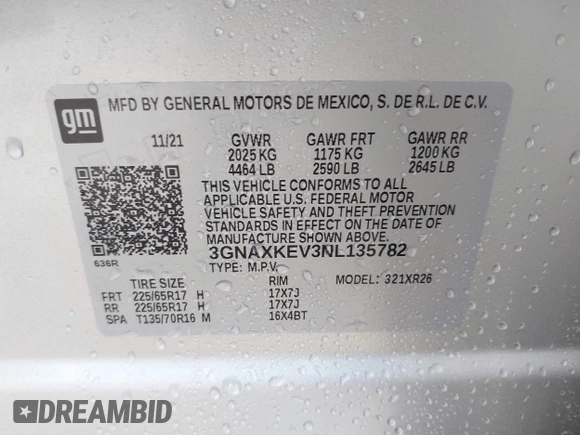 gm
MFD BY GENERAL MOTORS DE MEXICO, S. DE R.L. DE C.V.
11/21 GVWR GAWR FRT GAWR RR
2025 KG 1175 KG 1200 KG
4464 LB 2590 LB 2645 LB
THIS VEHICLE CONFORMS TO ALL
APPLICABLE U.S. FEDERAL MOTOR
VEHICLE SAFETY AND THEFT PREVENTION
STANDARDS IN EFFECT ON THE DATE OF
MANUFACTURE SHOWN ABOVE.
636R 3GNAXKEV3NL135782
TYPE: M.P.V. MODEL: 321XR26
TIRE SIZE RIM
FRT 225/65R17 H 17X7J
RR 225/65R17 H 17X7J
SPA T135/70R16 M 16X4BT
DREAMBID